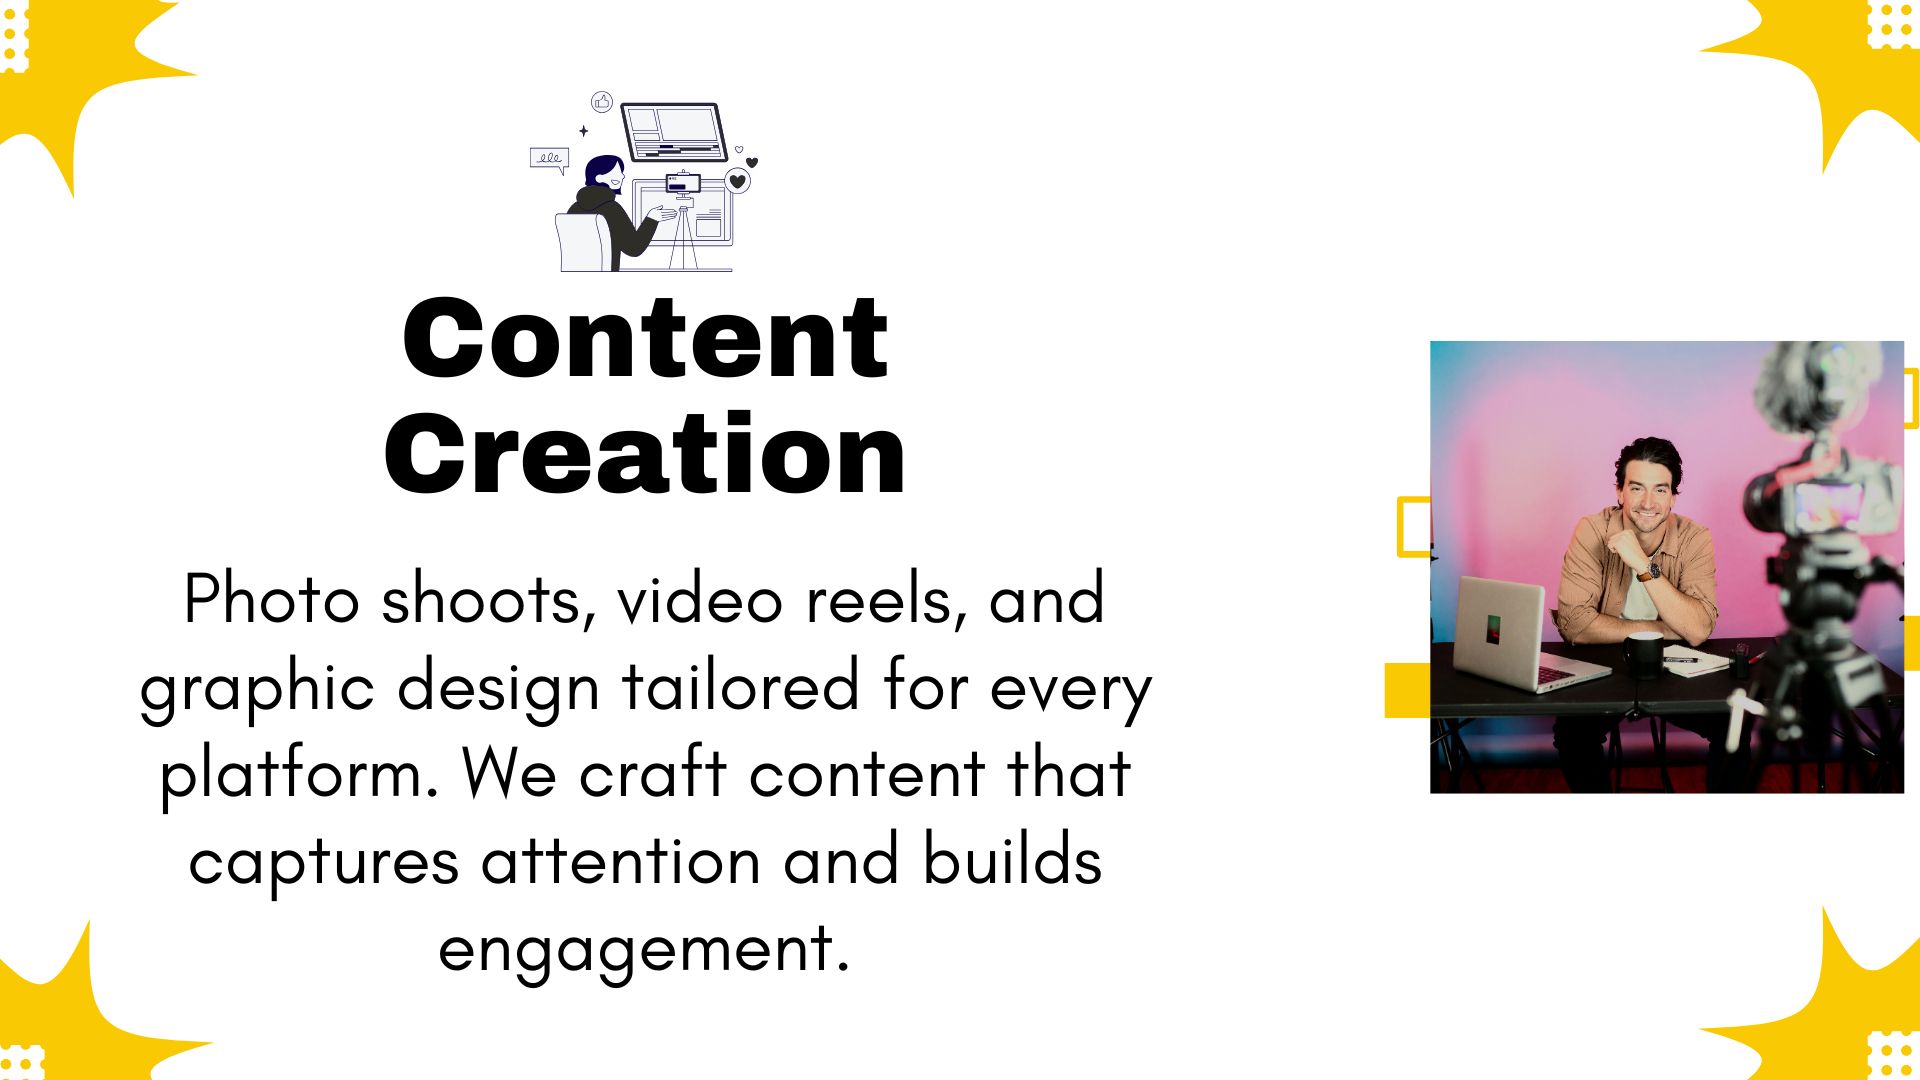 Content
Creation
Photo shoots, video reels, and
graphic design tailored for every
platform. We craft content that
captures attention and builds
engagement.